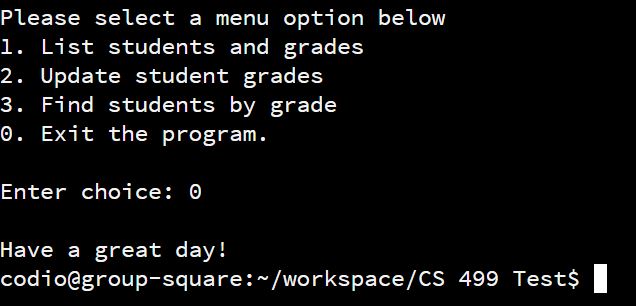 Please select a menu option below
1. List students and grades
2. Update student grades
3. Find students by grade
0. Exit the program.
Enter choice: 0
Have a great day!
codio@group-square:~/workspace/CS 499 Test$